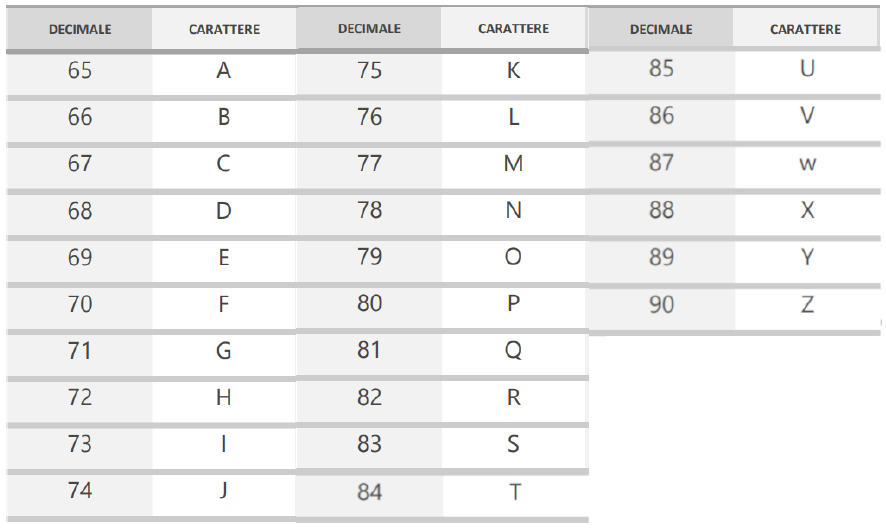 DECIMALE CARATTERE DECIMALE CARATTERE DECIMALE CARATTERE
65 A 75 K 85 U
66 B 76 L 86 V
67 C 77 M 87 w
68 D 78 N 88 X
69 E 79 O 89 Y
70 F 80 P 90 Z
71 G 81 Q
72 H 82 R
73 I 83 S
74 J 84 T